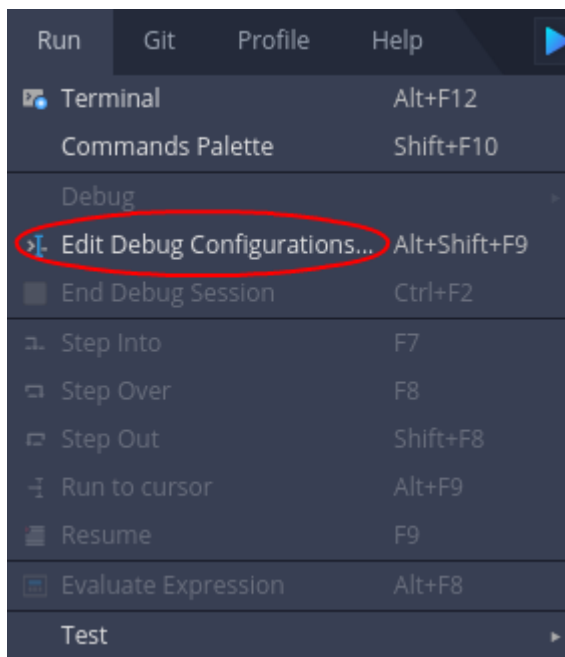 Run Git Profile Help
Terminal Alt+F12
Commands Palette Shift+F10
Debug
Edit Debug Configurations... Alt+Shift+F9
End Debug Session Ctrl+F2
Step Into F7
Step Over F8
Step Out Shift+F8
Run to cursor Alt+F9
Resume F9
Evaluate Expression Alt+F8
Test